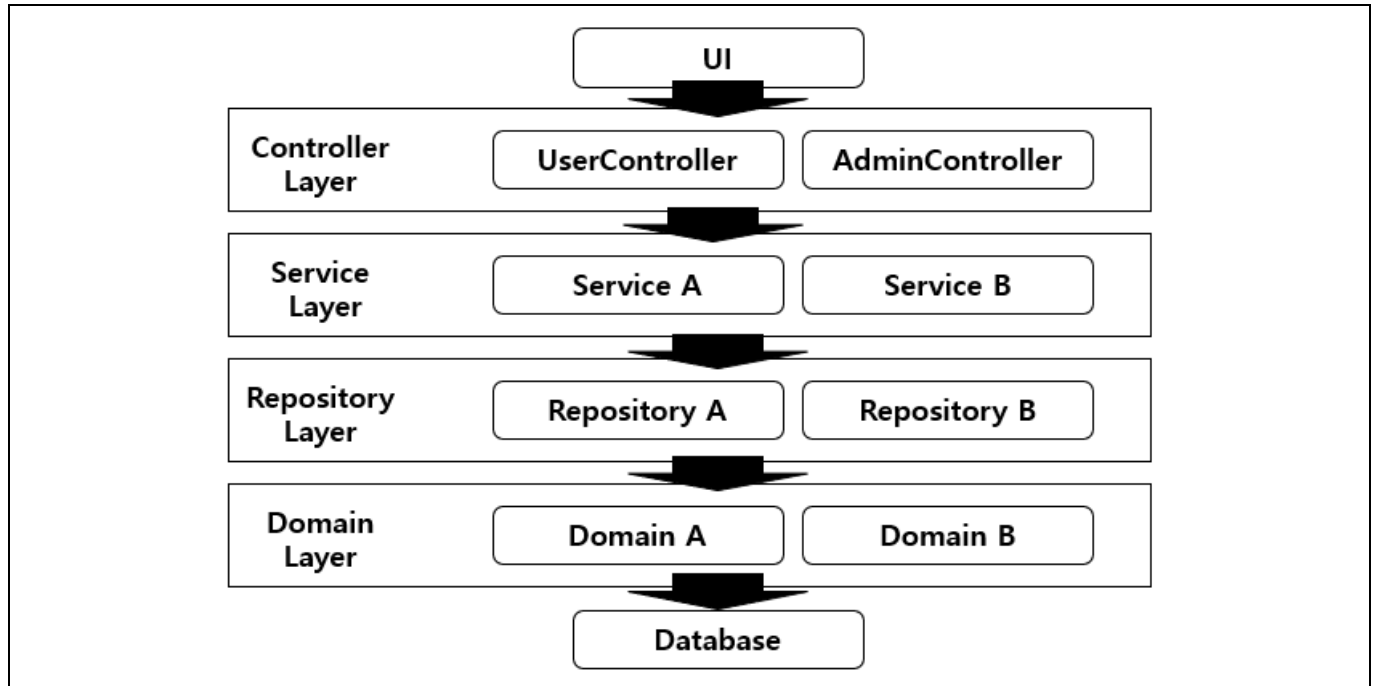 UI
Controller
Layer
UserController
AdminController
Service
Layer
Service A
Service B
Repository
Layer
Repository A
Repository B
Domain
Layer
Domain A
Domain B
Database